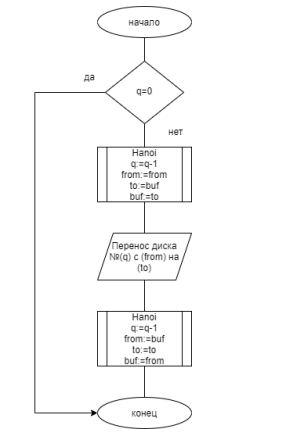 начало
да
q=0
нет
Hanoi
q:=q-1
from:=from
to:=buf
buf:=to
Перенос диска
№(q) с (from) на
(to)
Hanoi
q:=q-1
from:=buf
to:=to
buf:=from
конец